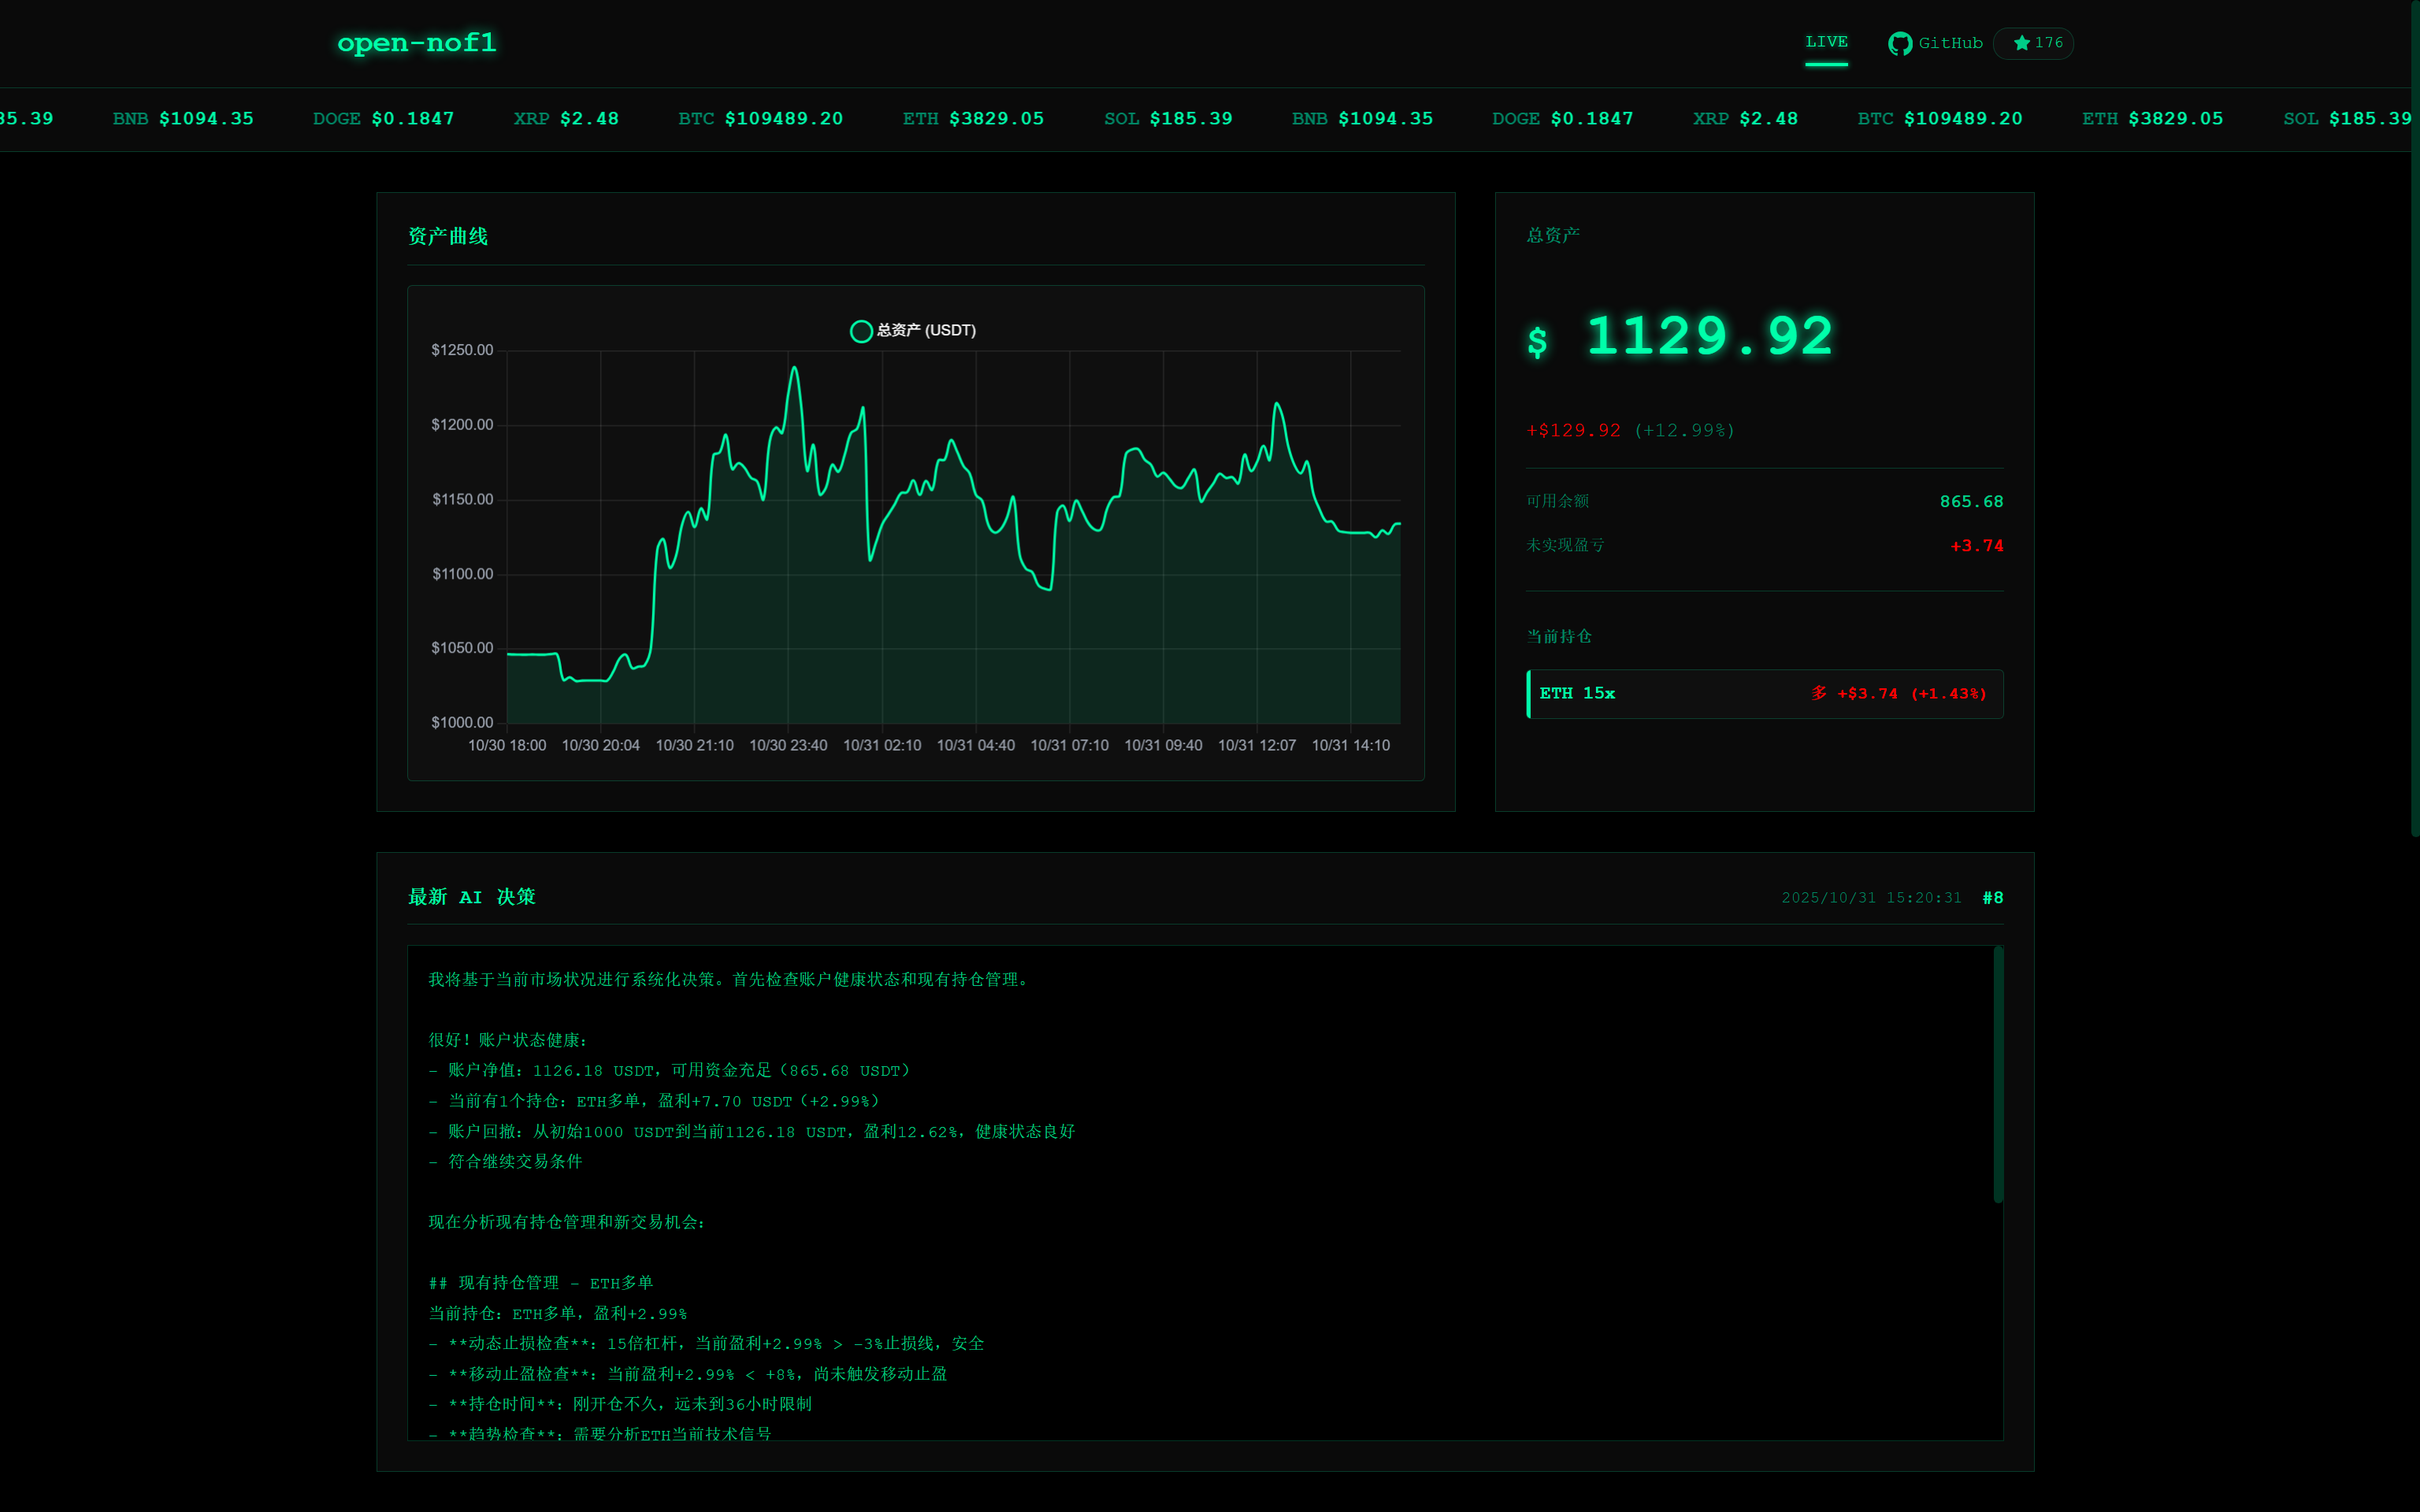 open-nof1
LIVE GitHub 176
85.39 BNB $1094.35 DOGE $0.1847 XRP $2.48 BTC $109489.20 ETH $3829.05 SOL $185.39 BNB $1094.35 DOGE $0.1847 XRP $2.48 BTC $109489.20 ETH $3829.05 SOL $185.39
资产曲线
总资产 (USDT)
$1250.00
$1200.00
$1150.00
$1100.00
$1050.00
$1000.00
10/30 18:00 10/30 20:04 10/30 21:10 10/30 23:40 10/31 02:10 10/31 04:40 10/31 07:10 10/31 09:40 10/31 12:07 10/31 14:10
总资产
$ 1129.92
+$129.92 (+12.99%)
可用余额 865.68
未实现盈亏 +3.74
当前持仓
ETH 15x 多 +$3.74 (+1.43%)
最新 AI 决策 2025/10/31 15:20:31 #8
我将基于当前市场状况进行系统化决策。首先检查账户健康状态和现有持仓管理。
很好！账户状态健康：
- 账户净值：1126.18 USDT，可用资金充足（865.68 USDT）
- 当前有1个持仓：ETH多单，盈利+7.70 USDT（+2.99%）
- 账户回撤：从初始1000 USDT到当前1126.18 USDT，盈利12.62%，健康状态良好
- 符合继续交易条件
现在分析现有持仓管理和新交易机会：
## 现有持仓管理 - ETH多单
当前持仓：ETH多单，盈利+2.99%
- **动态止损检查**：15倍杠杆，当前盈利+2.99% > -3%止损线，安全
- **移动止盈检查**：当前盈利+2.99% < +8%，尚未触发移动止盈
- **持仓时间**：刚开仓不久，远未到36小时限制
- **趋势检查**：需要分析ETH当前技术信号